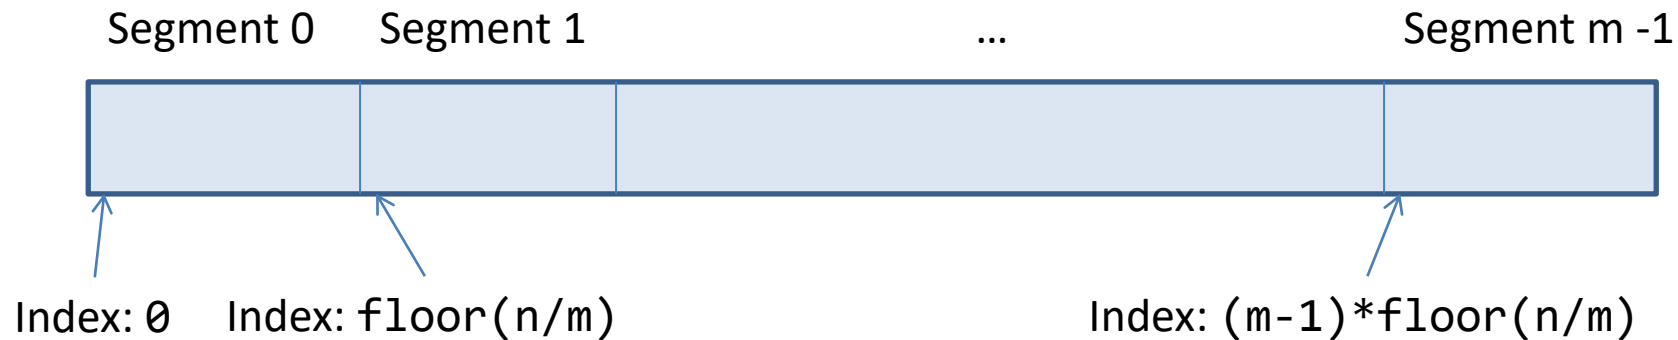 Segment 0 Segment 1 … Segment m -1
Index: 0 Index: floor(n/m) Index: (m-1)*floor(n/m)